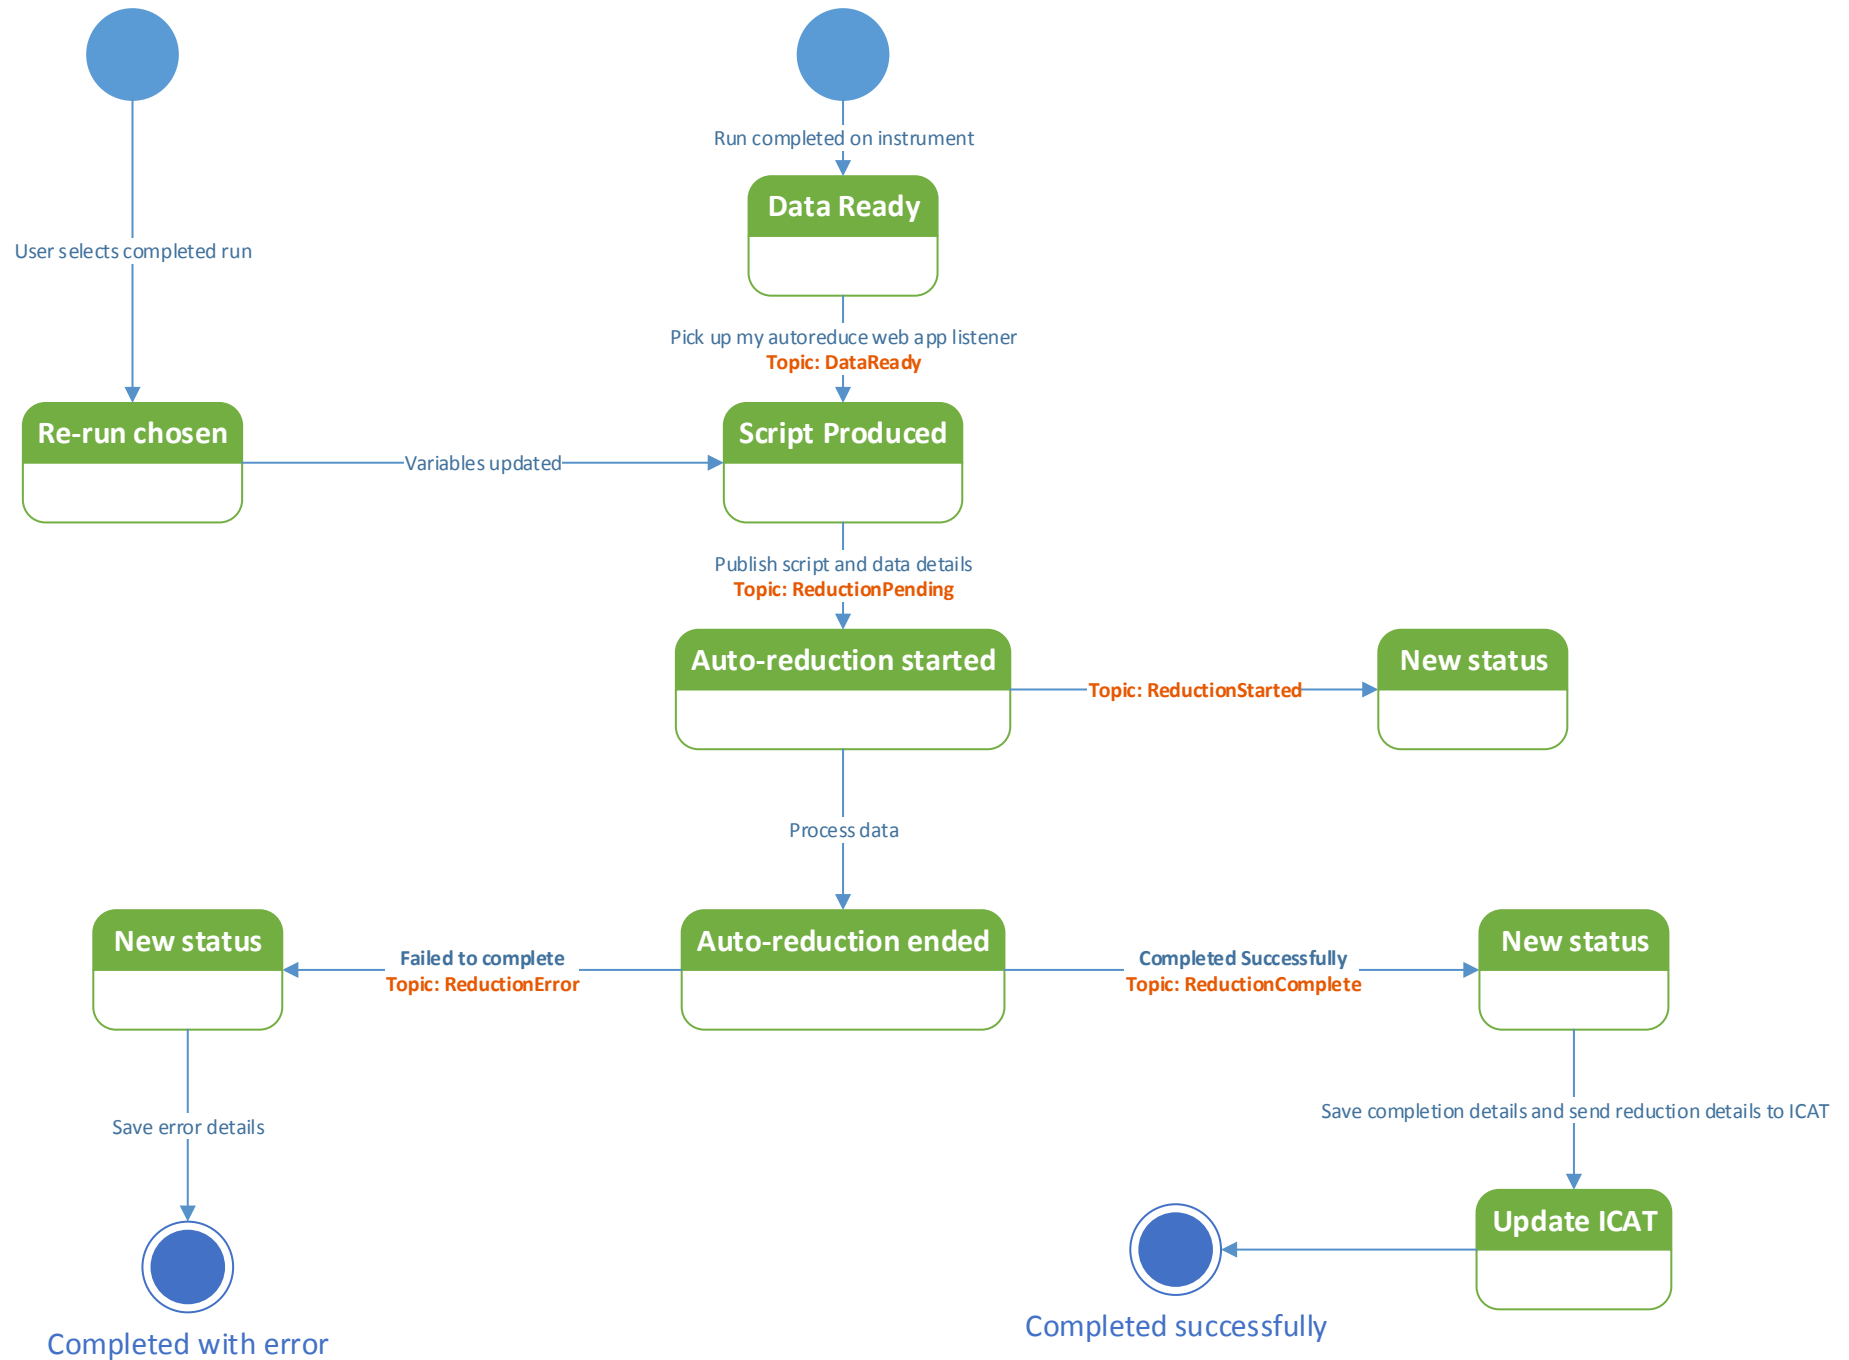 Run completed on instrument
Data Ready
User selects completed run
Pick up my autoreduce web app listener
Topic: DataReady
Re-run chosen
Variables updated
Script Produced
Publish script and data details
Topic: ReductionPending
Auto-reduction started
Topic: ReductionStarted
New status
Process data
New status
Failed to complete
Topic: ReductionError
Auto-reduction ended
Completed Successfully
Topic: ReductionComplete
New status
Save error details
Save completion details and send reduction details to ICAT
Update ICAT
Completed with error
Completed successfully